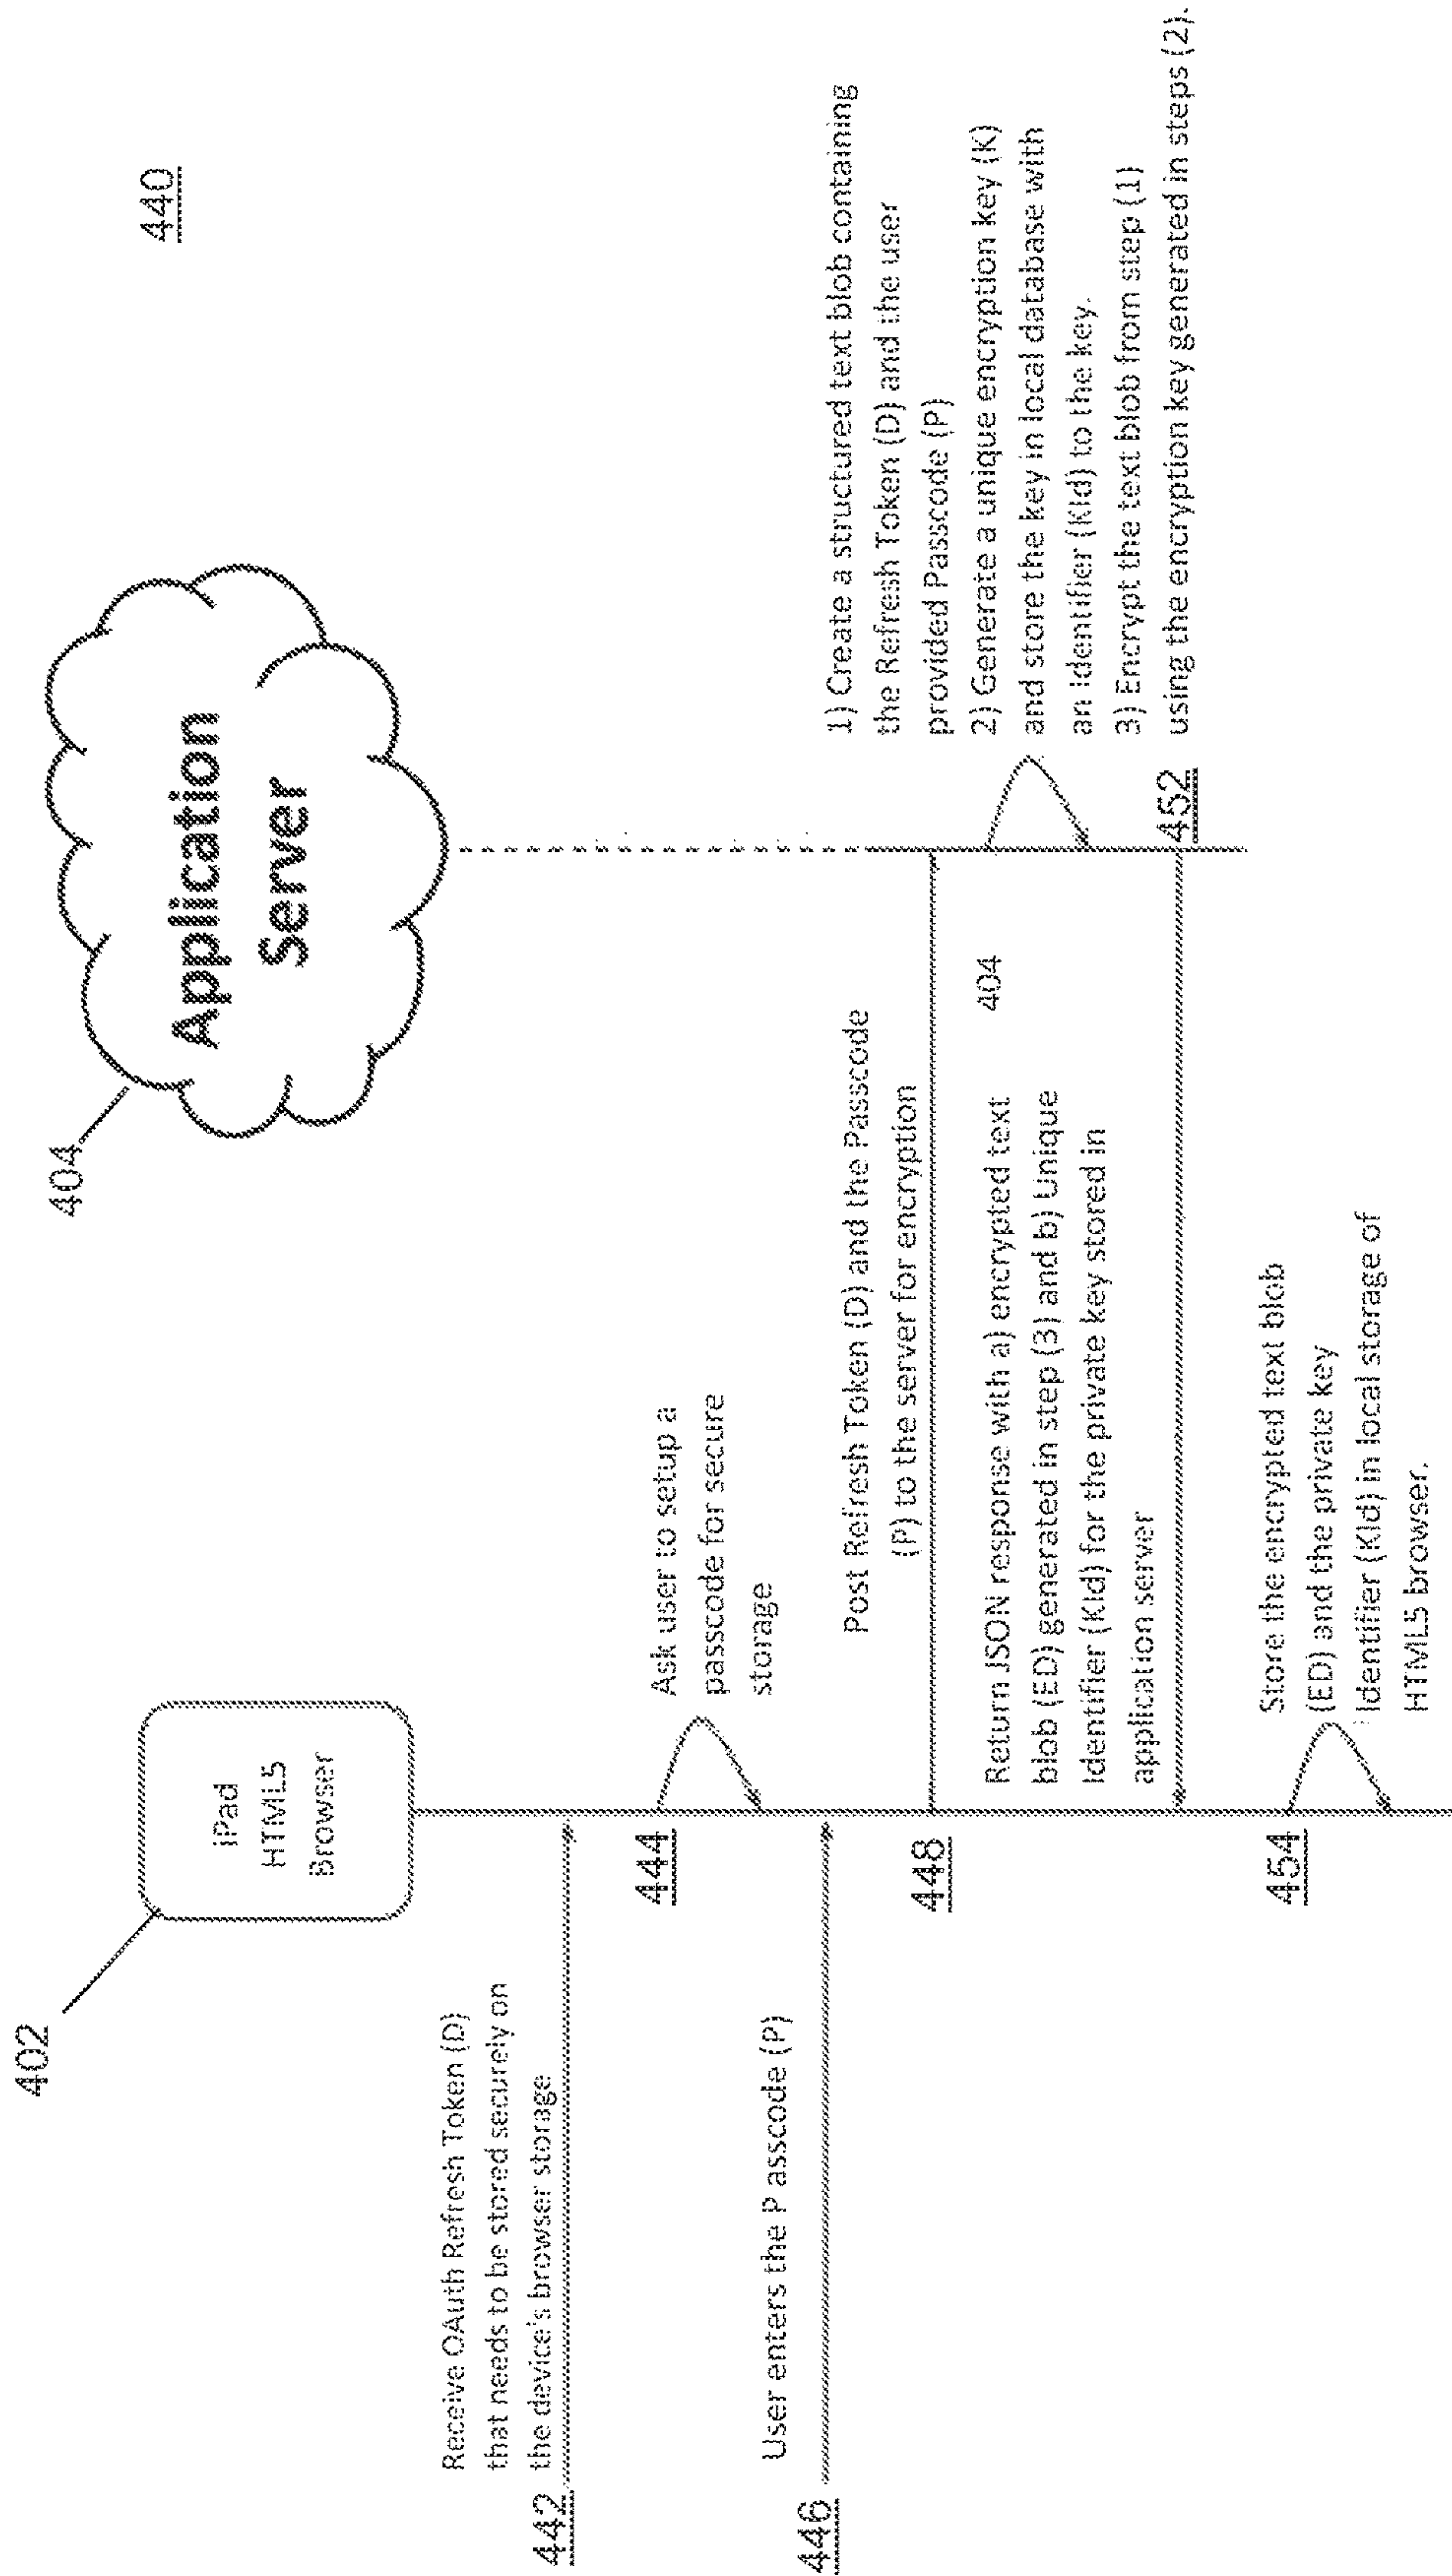 440
404
Application
Server
402
iPad
HTML5
Browser
Receive OAuth Refresh Token (D)
that needs to be stored securely on
the device's browser storage
442
444
Ask user to setup a
passcode for secure
storage
User enters the P asscode (P)
446
Post Refresh Token (D) and the Passcode
(P) to the server for encryption
448
404
1) Create a structured text blob containing
the Refresh Token (D) and the user
provided Passcode (P)
2) Generate a unique encryption key (K)
and store the key in local database with
an Identifier (KId) to the key.
3) Encrypt the text blob from step (1)
using the encryption key generated in steps (2).
452
Return JSON response with a) encrypted text
blob (ED) generated in step (3) and b) Unique
Identifier (KId) for the private key stored in
application server
454
Store the encrypted text blob
(ED) and the private key
Identifier (KId) in local storage of
HTML5 browser.